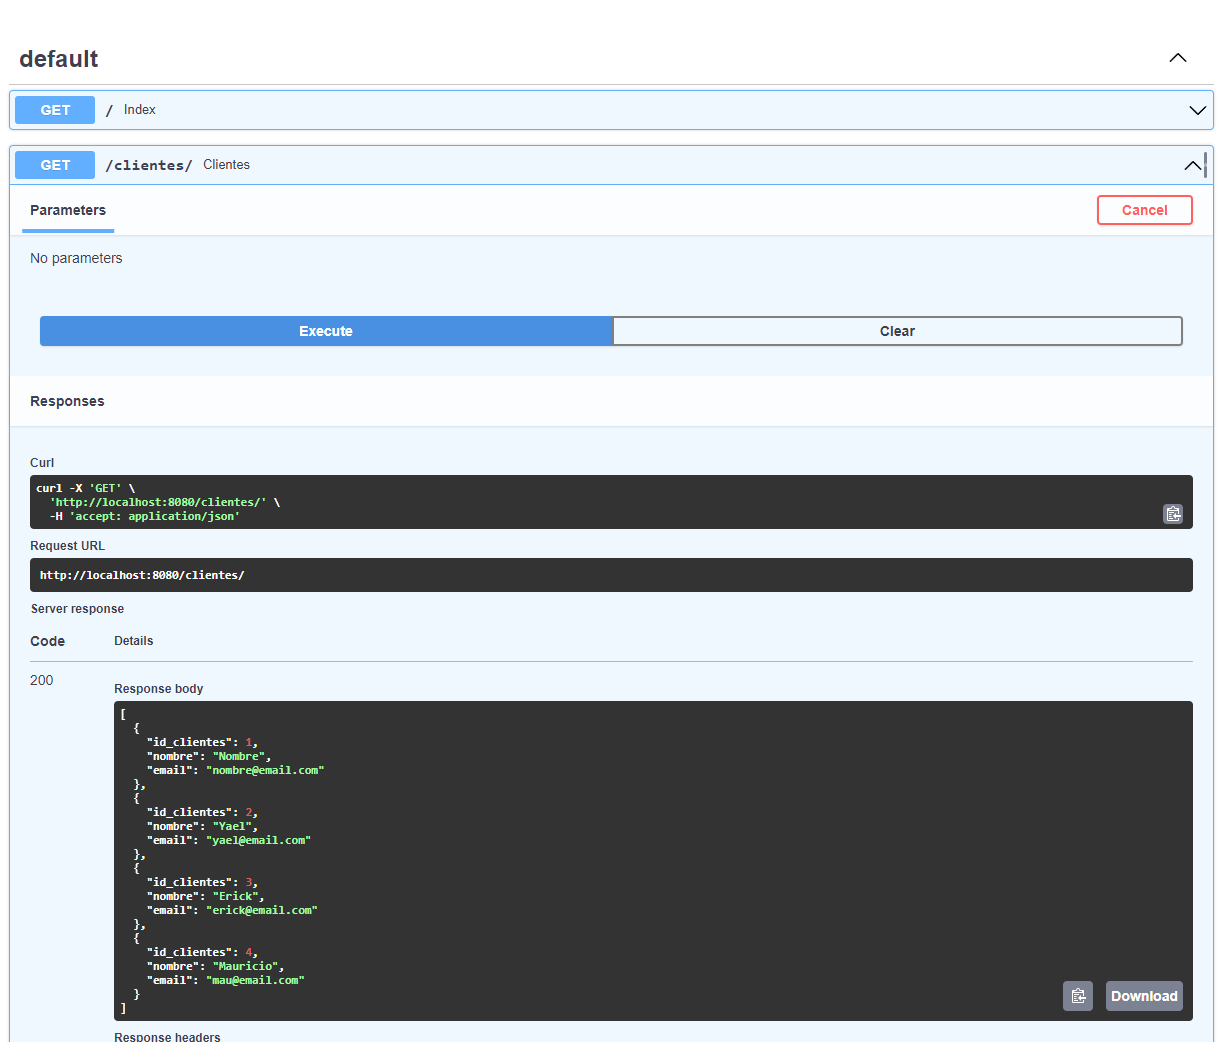 default
GET / Index
GET /clientes/ Clientes
Parameters Cancel
No parameters
Execute Clear
Responses
Curl
curl -X 'GET' \
  'http://localhost:8080/clientes/' \
  -H 'accept: application/json'
Request URL
http://localhost:8080/clientes/
Server response
Code Details
200
Response body
[
  {
    "id_clientes": 1,
    "nombre": "Nombre",
    "email": "nombre@email.com"
  },
  {
    "id_clientes": 2,
    "nombre": "Yael",
    "email": "yael@email.com"
  },
  {
    "id_clientes": 3,
    "nombre": "Erick",
    "email": "erick@email.com"
  },
  {
    "id_clientes": 4,
    "nombre": "Mauricio",
    "email": "mau@email.com"
  }
]
Download
Response headers